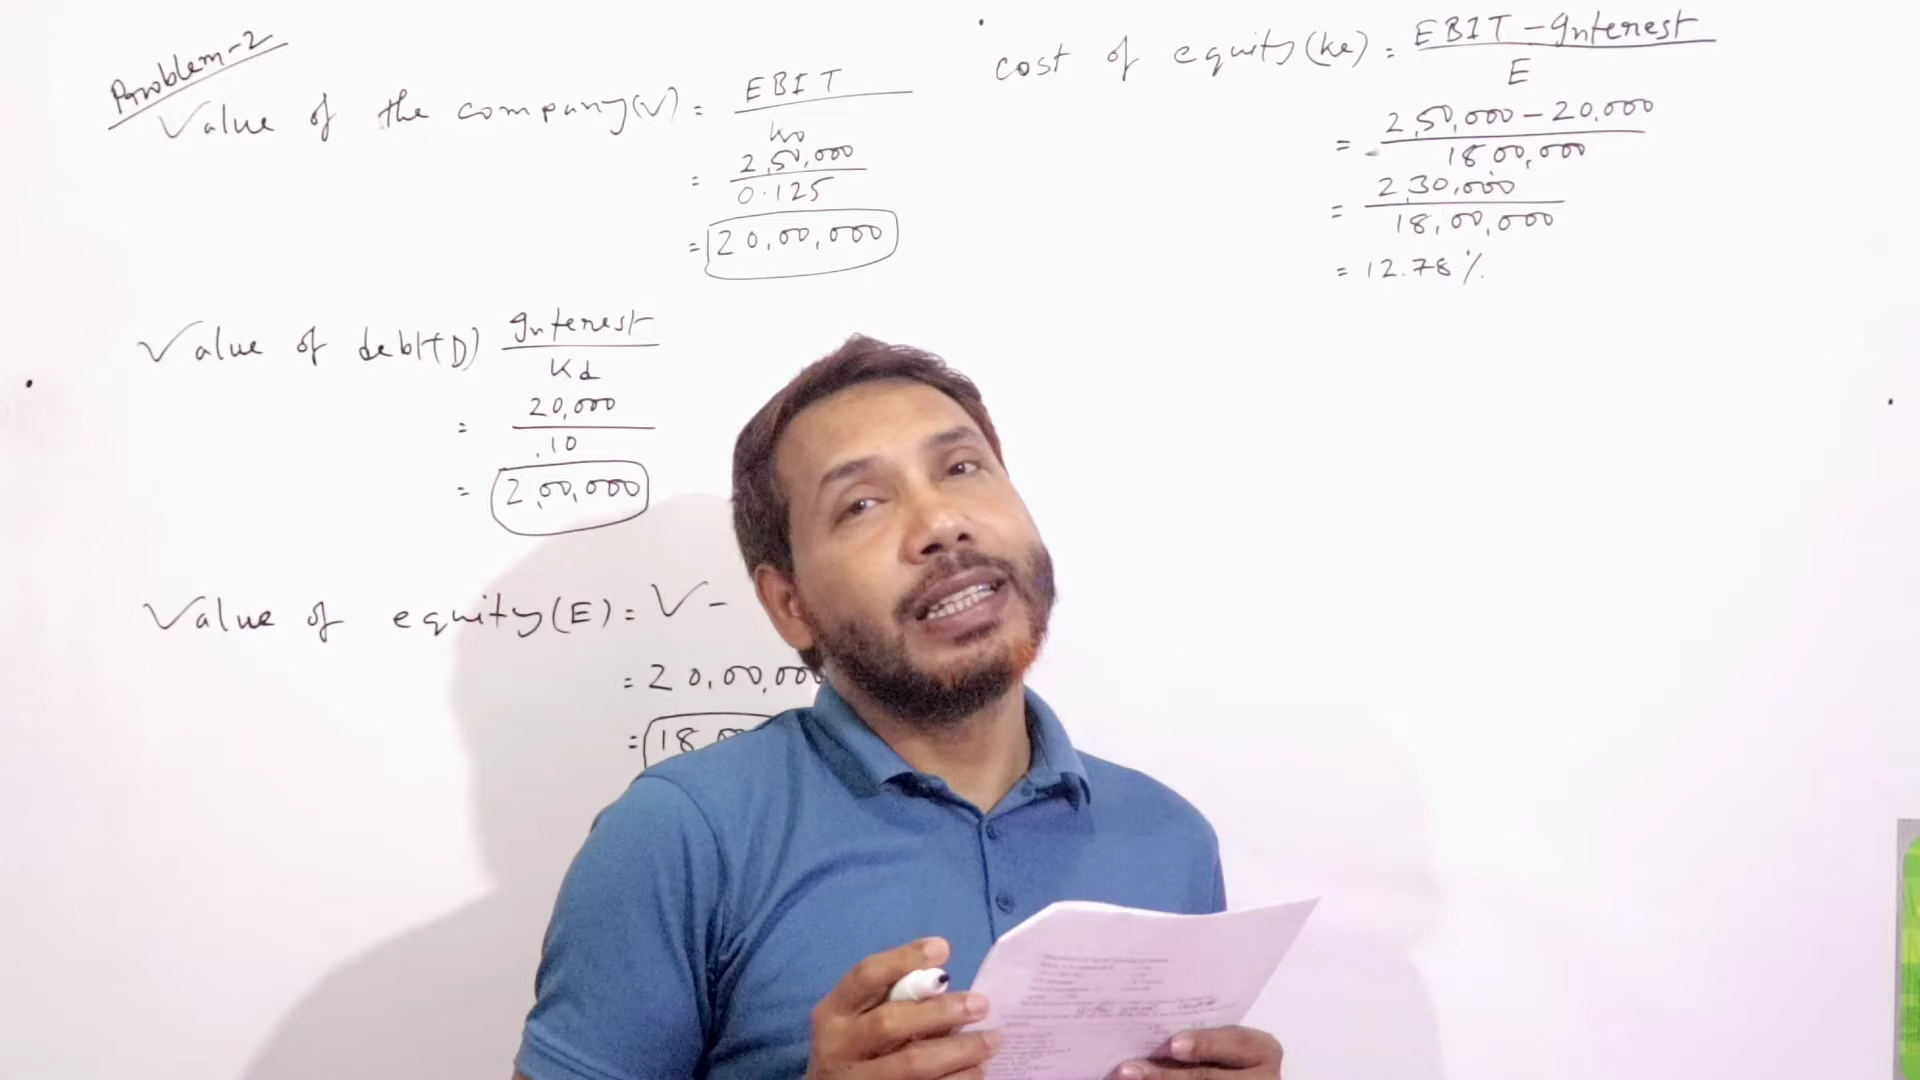 Problem-2
Value of the company(V) = EBIT / Ko
= 2,50,000 / 0.125
= 20,00,000
Value of debt(D) Interest / Kd
= 20,000 / .10
= 2,00,000
Value of equity(E) = V -
= 20,00,000
= 18
Cost of equity(ke) = EBIT - Interest / E
= 2,50,000 - 20,000 / 1800,000
= 2,30,000 / 18,00,000
= 12.78%